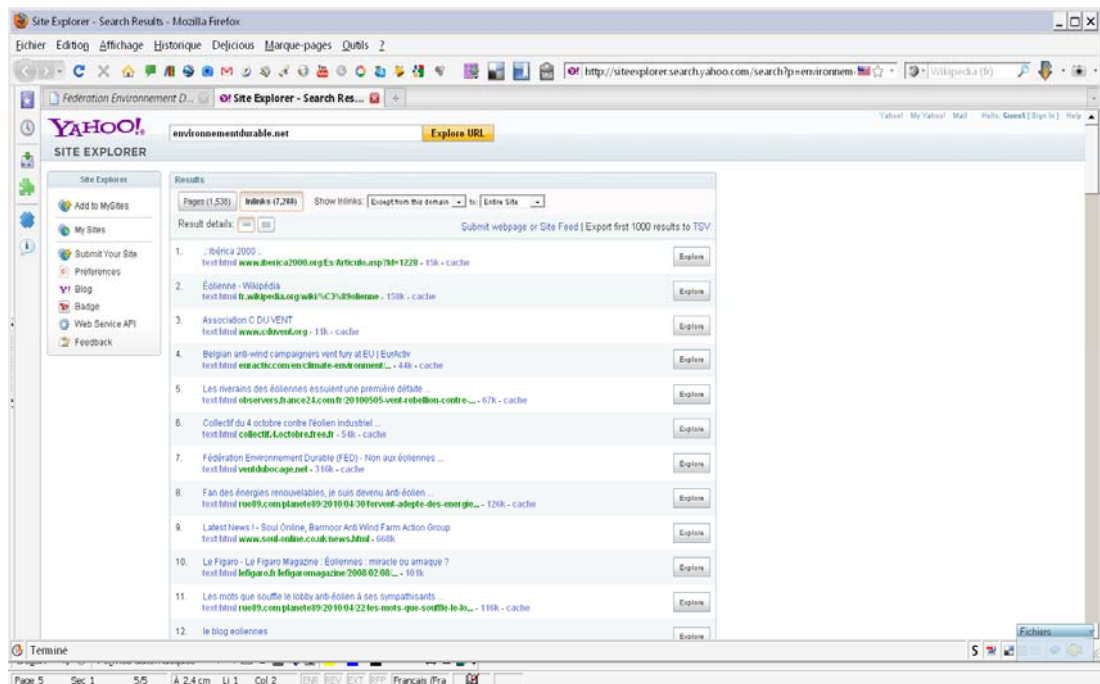 Site Explorer - Search Results - Mozilla Firefox
Fichier Edition Affichage Historique Delicious Marque-pages Outils ?
http://siteexplorer.search.yahoo.com/search?p=environnem Wikipedia (fr)
Fédération Environnement D... Site Explorer - Search Res...
Yahoo! My Yahoo! Mail Hello, Guest [Sign In] Help
YAHOO! environnementdurable.net Explore URL
SITE EXPLORER
Site Explorer
Add to MySites
My Sites
Submit Your Site
Preferences
Y! Blog
Badge
Web Service API
Feedback
Results
Pages (1,538) Inlinks (7,288) Show Inlinks: Except from this domain to: Entire Site
Result details:
Submit webpage or Site Feed | Export first 1000 results to TSV
1. .: Ibérica 2000 ..
text/html www.iberica2000.org/Es/Articulo.asp?Id=1228 - 15k - cache
Explore
2. Éolienne - Wikipédia
text/html fr.wikipedia.org/wiki/%C3%89olienne - 158k - cache
Explore
3. Association C DU VENT
text/html www.cduvent.org - 11k - cache
Explore
4. Belgian anti-wind campaigners vent fury at EU | EurActiv
text/html euractiv.com/en/climate-environment/... - 44k - cache
Explore
5. Les riverains des éoliennes essuient une première défaite ...
text/html observers.france24.com/fr/20100505-vent-rebellion-contre-... - 67k - cache
Explore
6. Collectif du 4 octobre contre l'éolien industriel ...
text/html collectif.4.octobre.free.fr - 54k - cache
Explore
7. Fédération Environnement Durable (FED) - Non aux éoliennes ...
text/html ventdubocage.net - 316k - cache
Explore
8. Fan des énergies renouvelables, je suis devenu anti-éolien ...
text/html rue89.com/planete89/2010/04/30/fervent-adepte-des-energie... - 126k - cache
Explore
9. Latest News ! - Soul Online, Barmoor Anti Wind Farm Action Group
text/html www.soul-online.co.uk/news.html - 668k
Explore
10. Le Figaro - Le Figaro Magazine : Éoliennes : miracle ou arnaque ?
text/html lefigaro.fr/lefigaromagazine/2008/02/08/... - 101k
Explore
11. Les mots que souffle le lobby anti-éolien à ses sympathisants ...
text/html rue89.com/planete89/2010/04/22/les-mots-que-souffle-le-lo... - 116k - cache
Explore
12. le blog eoliennes
Explore
Fichiers
Terminé
Page 5 Sec 1 5/5 À 2,4 cm Li 1 Col 2 ENR REV EXT RFP Français (Fra